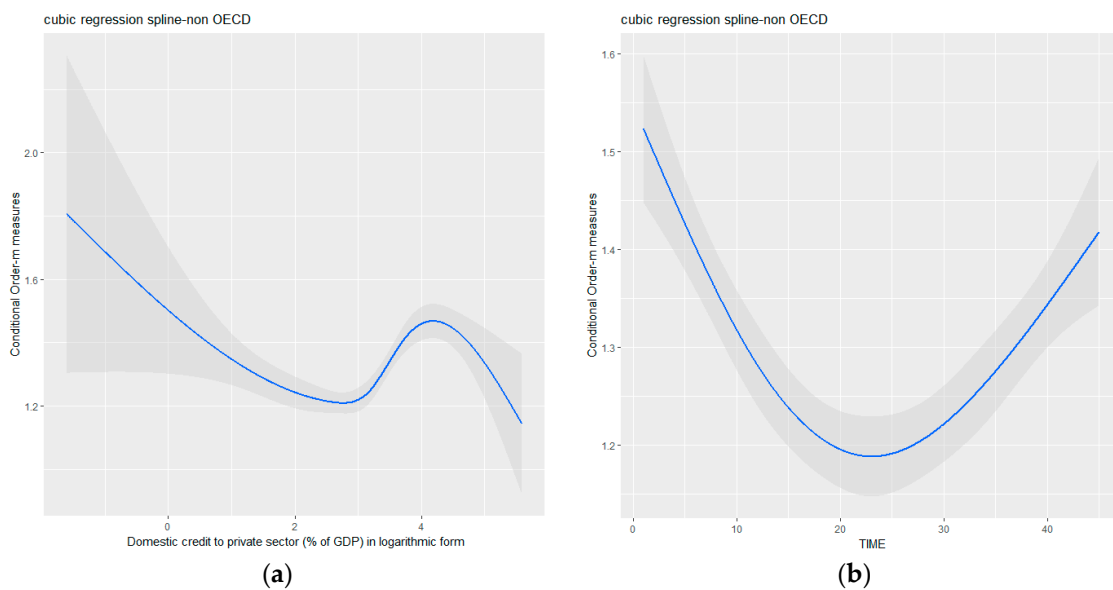 cubic regression spline-non OECD
2.0
1.6
1.2
Conditional Order-m measures
0
2
4
Domestic credit to private sector (% of GDP) in logarithmic form
(a)
cubic regression spline-non OECD
1.6
1.5
1.4
1.3
1.2
Conditional Order-m measures
0
10
20
30
40
TIME
(b)